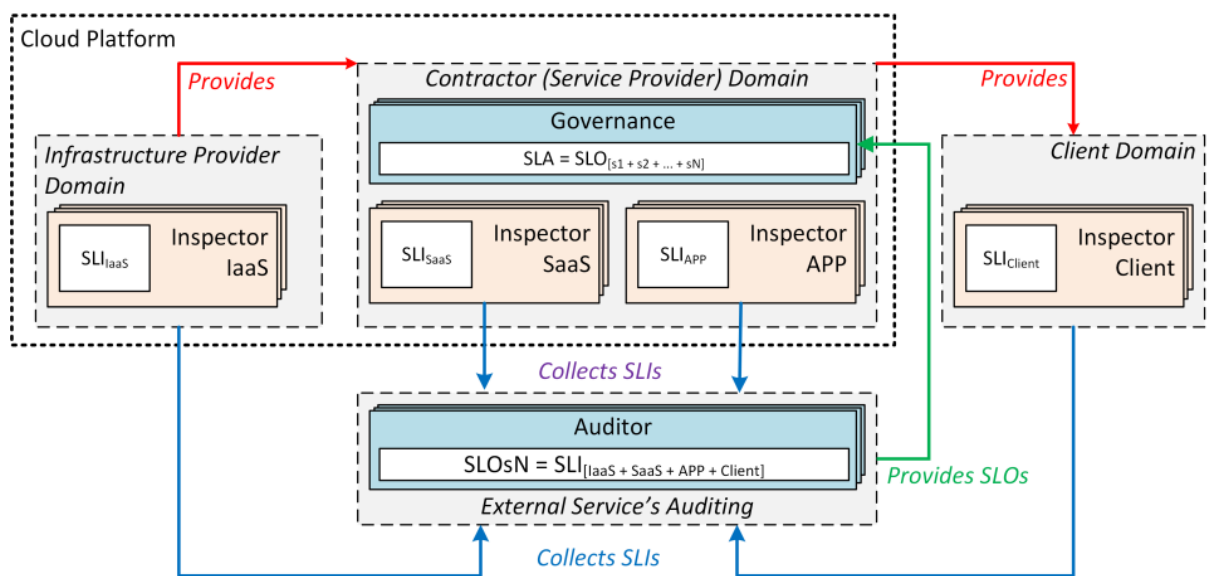 Cloud Platform
Provides
Contractor (Service Provider) Domain
Provides
Governance
SLA = SLO[s1 + s2 + ... + sN]
Infrastructure Provider
Domain
SLIIaaS
Inspector
IaaS
SLISaaS
Inspector
SaaS
SLIAPP
Inspector
APP
Client Domain
SLIClient
Inspector
Client
Collects SLIs
Auditor
SLOsN = SLI[IaaS + SaaS + APP + Client]
External Service's Auditing
Provides SLOs
Collects SLIs